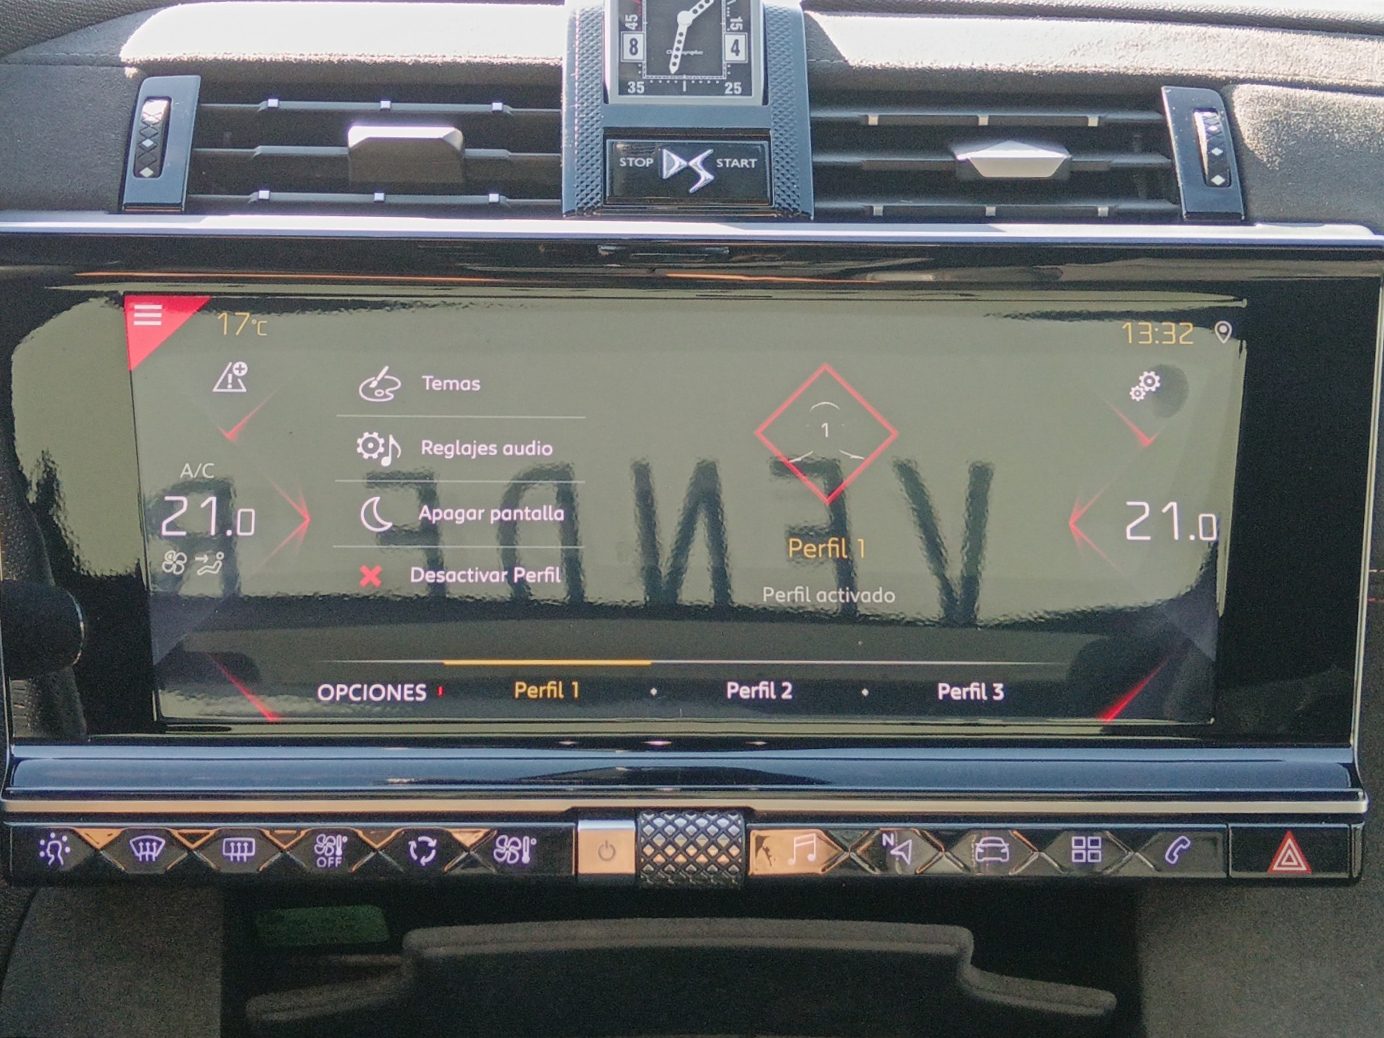 45 15
8 4
35 25
STOP DS START
17°C
13:32
Temas
1
Reglajes audio
A/C
21.0
21.0
Apagar pantalla
Perfil 1
Desactivar Perfil
Perfil activado
OPCIONES Perfil 1 Perfil 2 Perfil 3
OFF
N